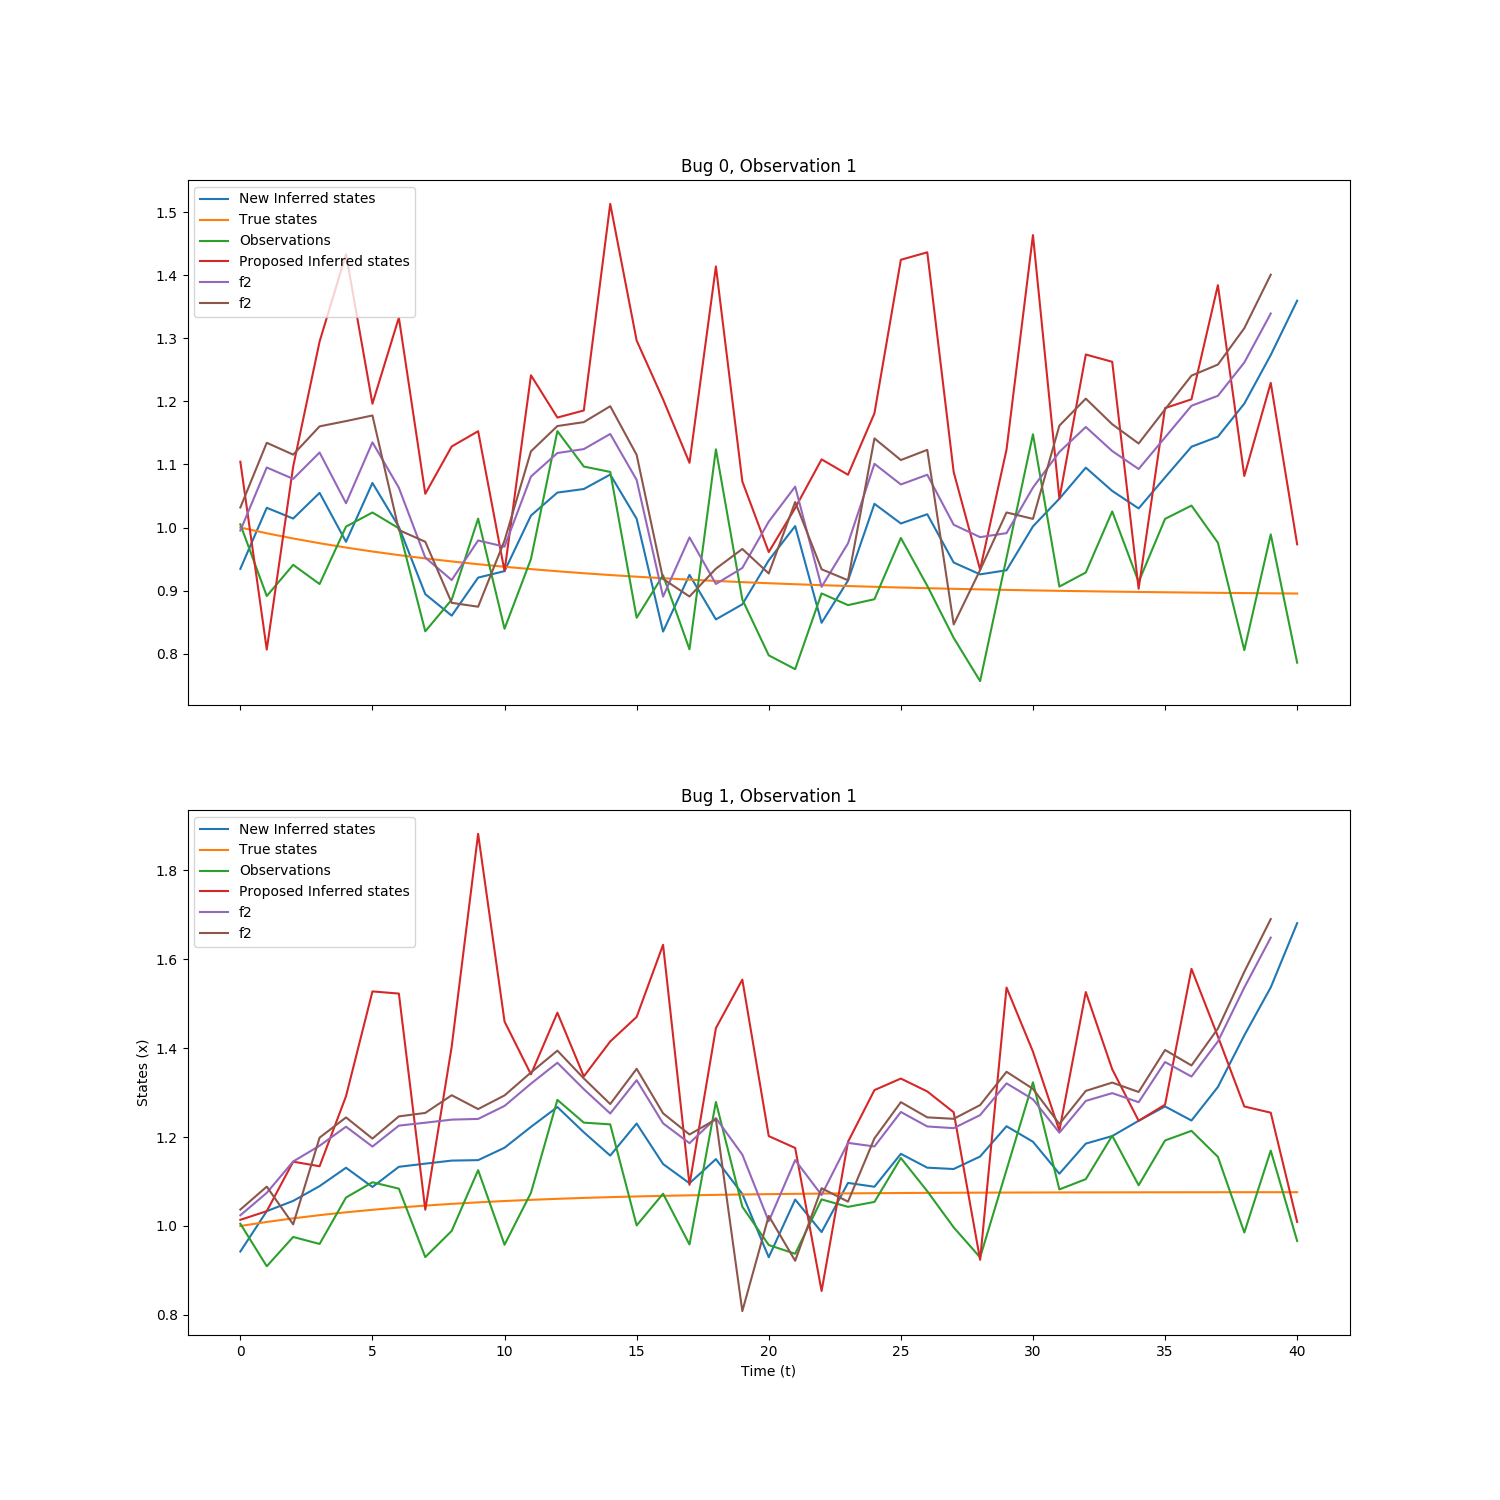 Bug 0, Observation 1
New Inferred states
True states
Observations
Proposed Inferred states
f2
f2
1.5
1.4
1.3
1.2
1.1
1.0
0.9
0.8
Bug 1, Observation 1
New Inferred states
True states
Observations
Proposed Inferred states
f2
f2
States (x)
1.8
1.6
1.4
1.2
1.0
0.8
0 5 10 15 20 25 30 35 40
Time (t)